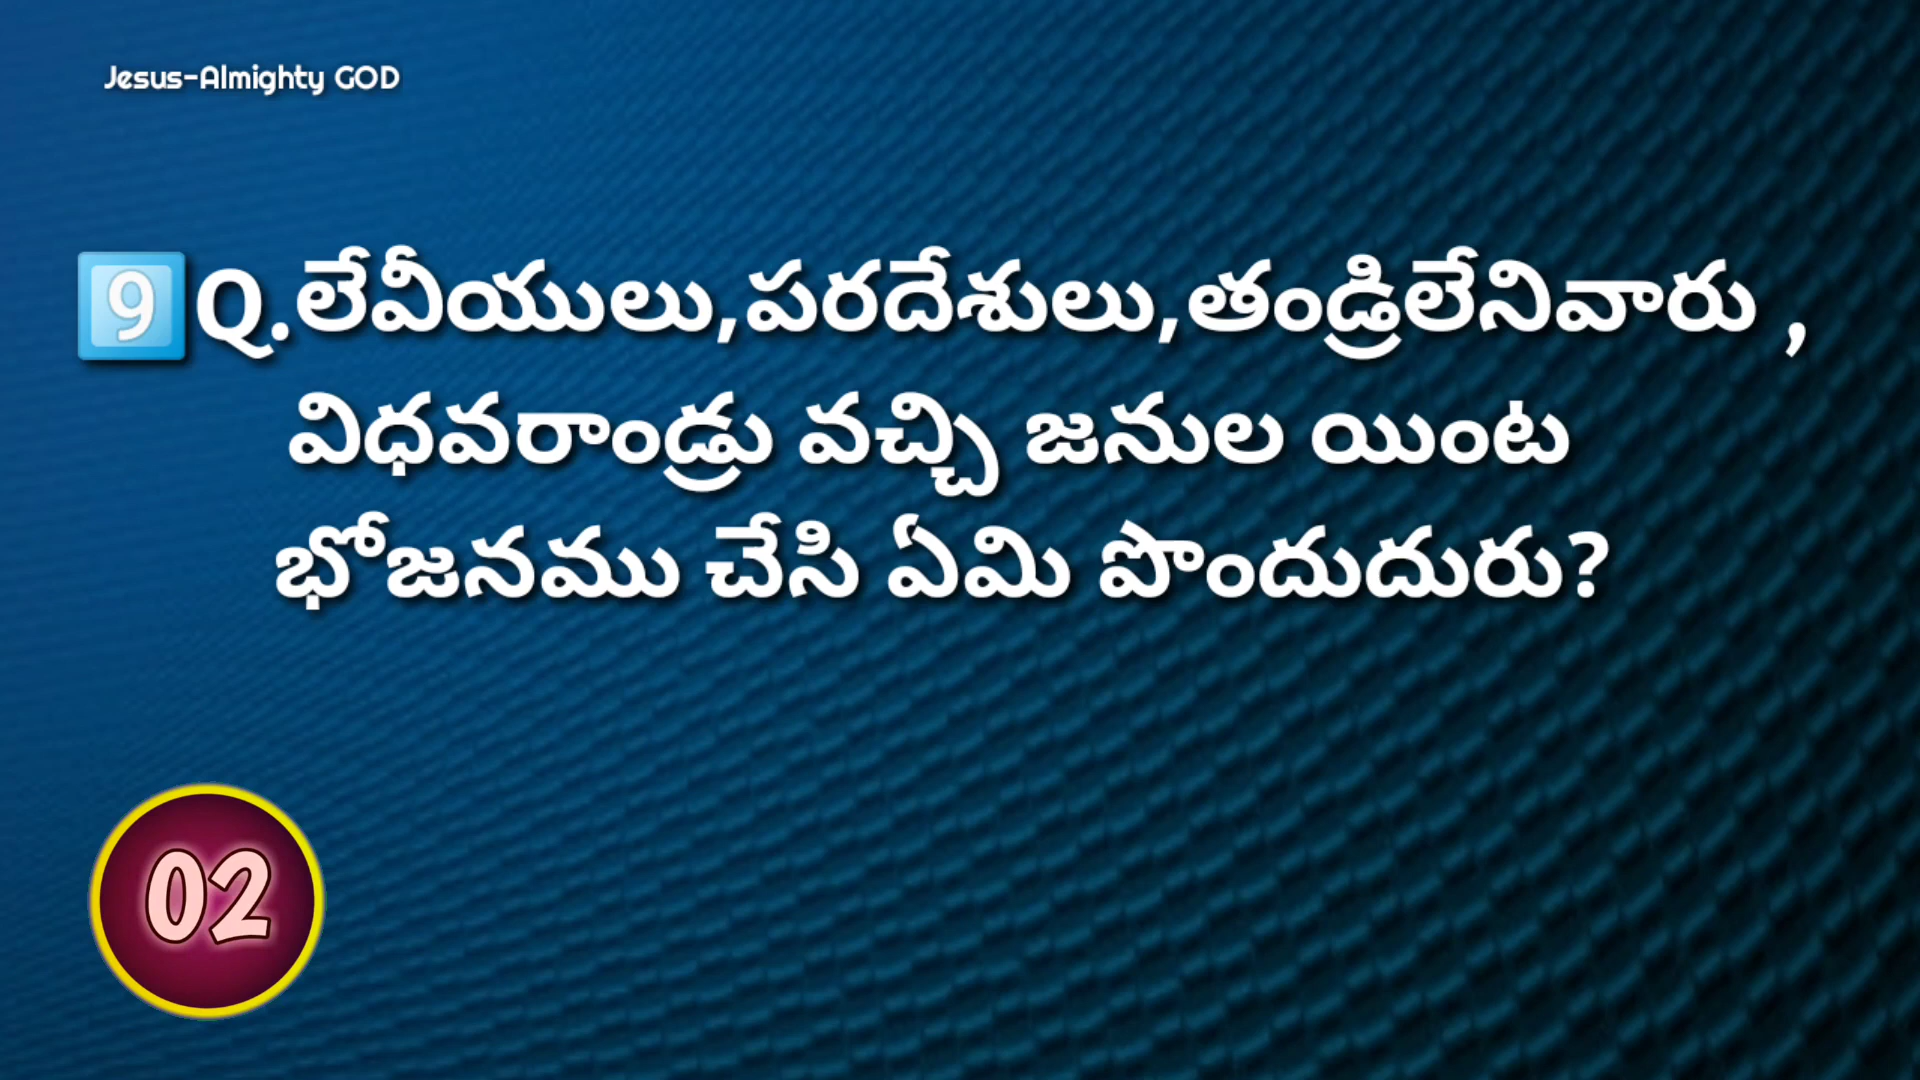 Jesus-Almighty GOD
9 Q.లేవీయులు,పరదేశులు,తండ్రిలేనివారు ,
విధవరాండ్రు వచ్చి జనుల యింట
భోజనము చేసి ఏమి పొందుదురు?
02